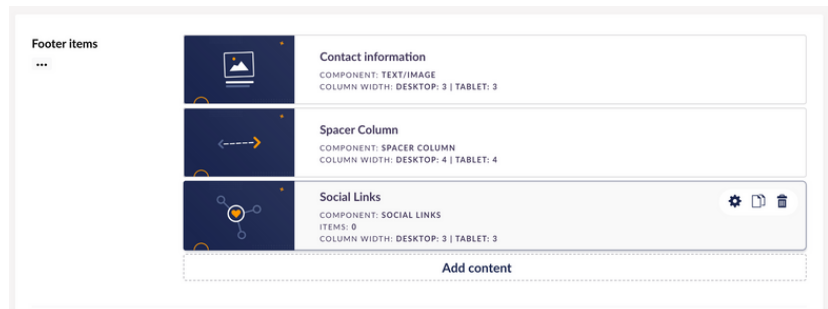 Footer items
...
Contact information
COMPONENT: TEXT/IMAGE
COLUMN WIDTH: DESKTOP: 3 | TABLET: 3
Spacer Column
COMPONENT: SPACER COLUMN
COLUMN WIDTH: DESKTOP: 4 | TABLET: 4
Social Links
COMPONENT: SOCIAL LINKS
ITEMS: 0
COLUMN WIDTH: DESKTOP: 3 | TABLET: 3
Add content